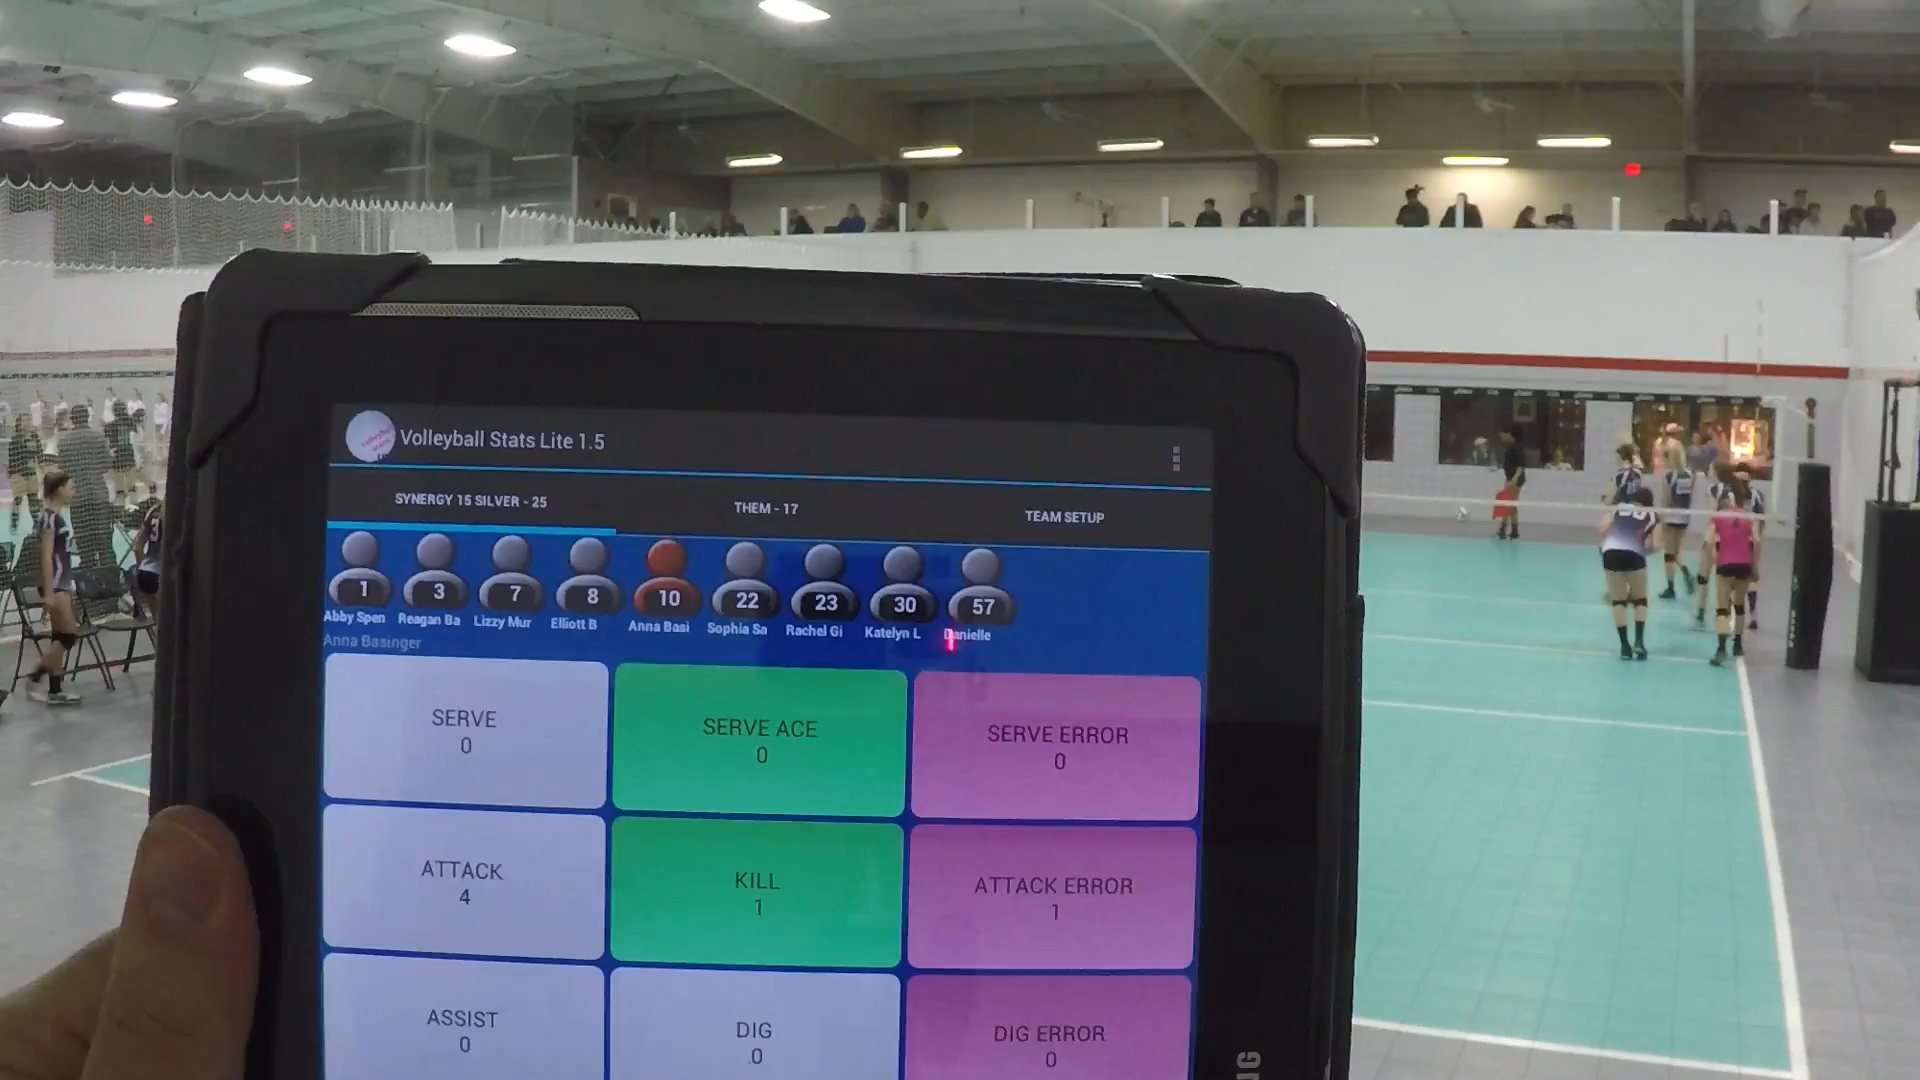 Volleyball Stats Lite 1.5
SYNERGY 15 SILVER - 25
THEM - 17
TEAM SETUP
1
3
7
8
10
22
23
30
57
Abby Spen
Reagan Ba
Lizzy Mur
Elliott B
Anna Basi
Sophia Sa
Rachel Gi
Katelyn L
Danielle
Anna Basinger
SERVE
0
SERVE ACE
0
SERVE ERROR
0
ATTACK
4
KILL
1
ATTACK ERROR
1
ASSIST
0
DIG
0
DIG ERROR
0